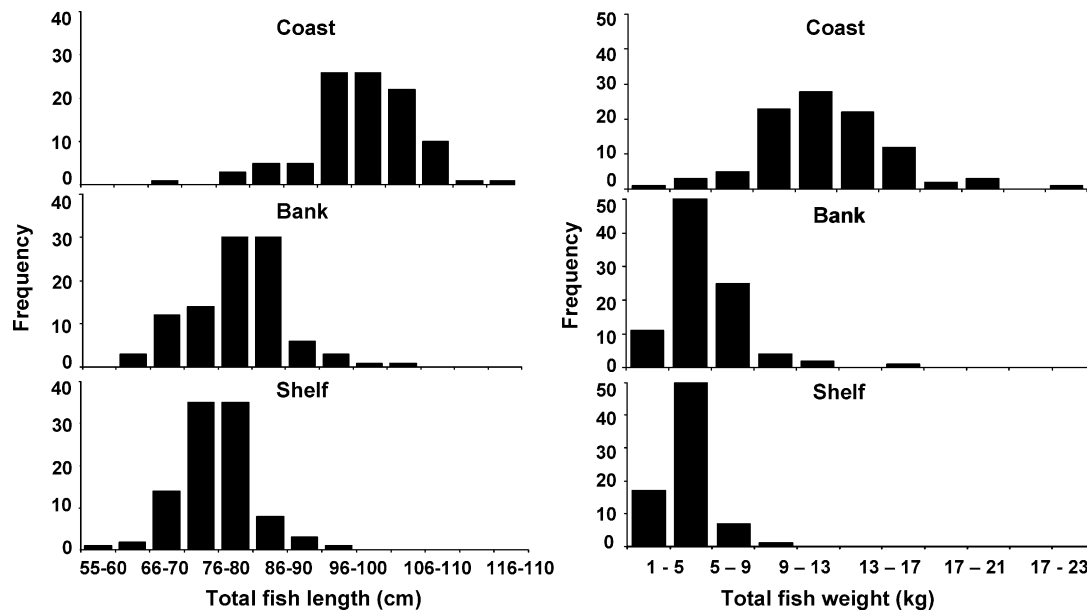 40
30
20
10
0
Coast
40
30
20
10
0
Bank
40
30
20
10
0
Shelf
Frequency
55-60 66-70 76-80 86-90 96-100 106-110 116-110
Total fish length (cm)
50
40
30
20
10
0
Coast
50
40
30
20
10
0
Bank
50
40
30
20
10
0
Shelf
Frequency
1 - 5 5 – 9 9 – 13 13 – 17 17 – 21 17 - 23
Total fish weight (kg)